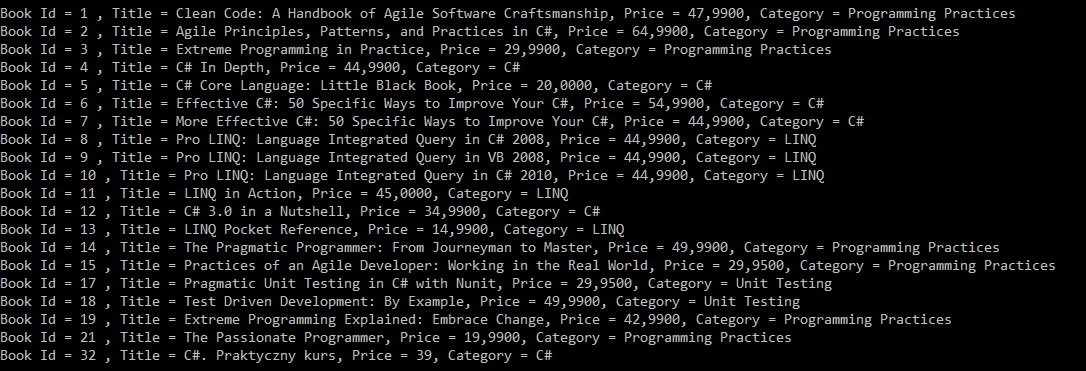 Book Id = 1 , Title = Clean Code: A Handbook of Agile Software Craftsmanship, Price = 47,9900, Category = Programming Practices
Book Id = 2 , Title = Agile Principles, Patterns, and Practices in C#, Price = 64,9900, Category = Programming Practices
Book Id = 3 , Title = Extreme Programming in Practice, Price = 29,9900, Category = Programming Practices
Book Id = 4 , Title = C# In Depth, Price = 44,9900, Category = C#
Book Id = 5 , Title = C# Core Language: Little Black Book, Price = 20,0000, Category = C#
Book Id = 6 , Title = Effective C#: 50 Specific Ways to Improve Your C#, Price = 54,9900, Category = C#
Book Id = 7 , Title = More Effective C#: 50 Specific Ways to Improve Your C#, Price = 44,9900, Category = C#
Book Id = 8 , Title = Pro LINQ: Language Integrated Query in C# 2008, Price = 44,9900, Category = LINQ
Book Id = 9 , Title = Pro LINQ: Language Integrated Query in VB 2008, Price = 44,9900, Category = LINQ
Book Id = 10 , Title = Pro LINQ: Language Integrated Query in C# 2010, Price = 44,9900, Category = LINQ
Book Id = 11 , Title = LINQ in Action, Price = 45,0000, Category = LINQ
Book Id = 12 , Title = C# 3.0 in a Nutshell, Price = 34,9900, Category = C#
Book Id = 13 , Title = LINQ Pocket Reference, Price = 14,9900, Category = LINQ
Book Id = 14 , Title = The Pragmatic Programmer: From Journeyman to Master, Price = 49,9900, Category = Programming Practices
Book Id = 15 , Title = Practices of an Agile Developer: Working in the Real World, Price = 29,9500, Category = Programming Practices
Book Id = 17 , Title = Pragmatic Unit Testing in C# with Nunit, Price = 29,9500, Category = Unit Testing
Book Id = 18 , Title = Test Driven Development: By Example, Price = 49,9900, Category = Unit Testing
Book Id = 19 , Title = Extreme Programming Explained: Embrace Change, Price = 42,9900, Category = Programming Practices
Book Id = 21 , Title = The Passionate Programmer, Price = 19,9900, Category = Programming Practices
Book Id = 32 , Title = C#. Praktyczny kurs, Price = 39, Category = C#